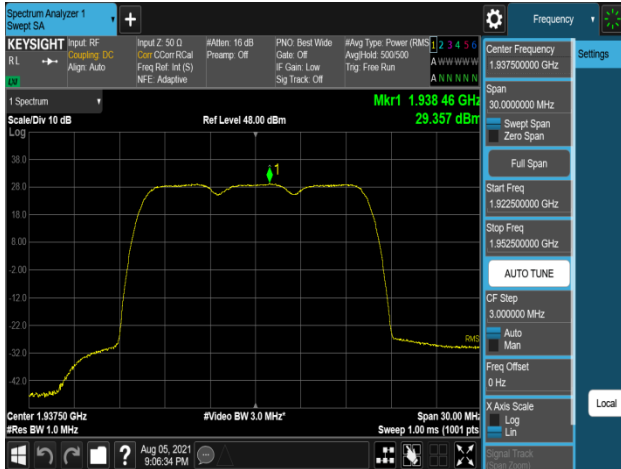 Spectrum Analyzer 1
Swept SA
+
Frequency
KEYSIGHT
RL
Input: RF
Coupling: DC
Align: Auto
Input Z: 50 Ω
Corr CCorr RCal
Freq Ref: Int (S)
NFE: Adaptive
#Atten: 16 dB
Preamp: Off
PNO: Best Wide
Gate: Off
IF Gain: Low
Sig Track: Off
#Avg Type: Power (RMS
Avg|Hold: 500/500
Trig: Free Run
1 2 3 4 5 6
A W W W W W
A N N N N N
LXI
1 Spectrum
Scale/Div 10 dB
Log
Ref Level 48.00 dBm
Mkr1 1.938 46 GHz
29.357 dBm
1
38.0
28.0
18.0
8.00
-2.00
-12.0
-22.0
-32.0
-42.0
RMS
Center 1.93750 GHz
#Res BW 1.0 MHz
#Video BW 3.0 MHz*
Span 30.00 MHz
Sweep 1.00 ms (1001 pts
?
Aug 05, 2021
9:06:34 PM
Center Frequency
1.937500000 GHz
Span
30.0000000 MHz
Swept Span
Zero Span
Full Span
Start Freq
1.922500000 GHz
Stop Freq
1.952500000 GHz
AUTO TUNE
CF Step
3.000000 MHz
Auto
Man
Freq Offset
0 Hz
X Axis Scale
Log
Lin
Signal Track
(Span Zoom)
Settings
Local